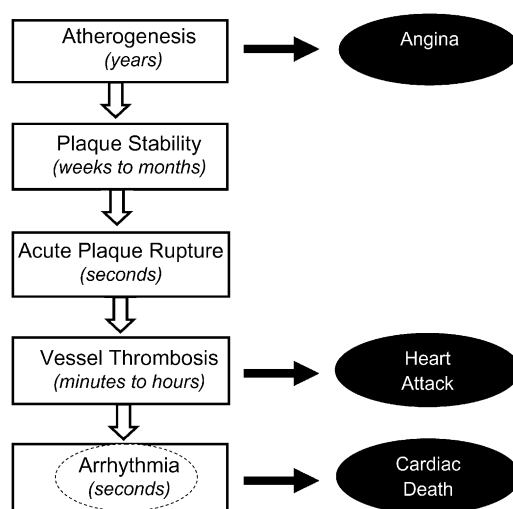 Atherogenesis
(years)
Angina
Plaque Stability
(weeks to months)
Acute Plaque Rupture
(seconds)
Vessel Thrombosis
(minutes to hours)
Heart
Attack
Arrhythmia
(seconds)
Cardiac
Death